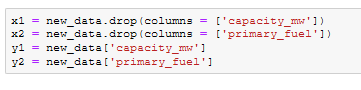 x1 = new_data.drop(columns = ['capacity_mw'])
x2 = new_data.drop(columns = ['primary_fuel'])
y1 = new_data['capacity_mw']
y2 = new_data['primary_fuel']